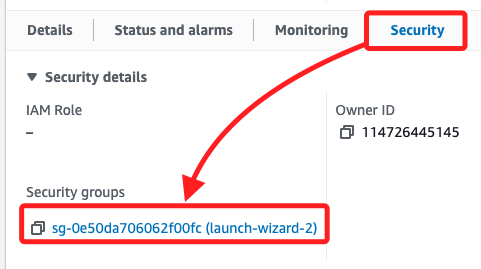 Details Status and alarms Monitoring Security
Security details
IAM Role
–
Owner ID
114726445145
Security groups
sg-0e50da706062f00fc (launch-wizard-2)